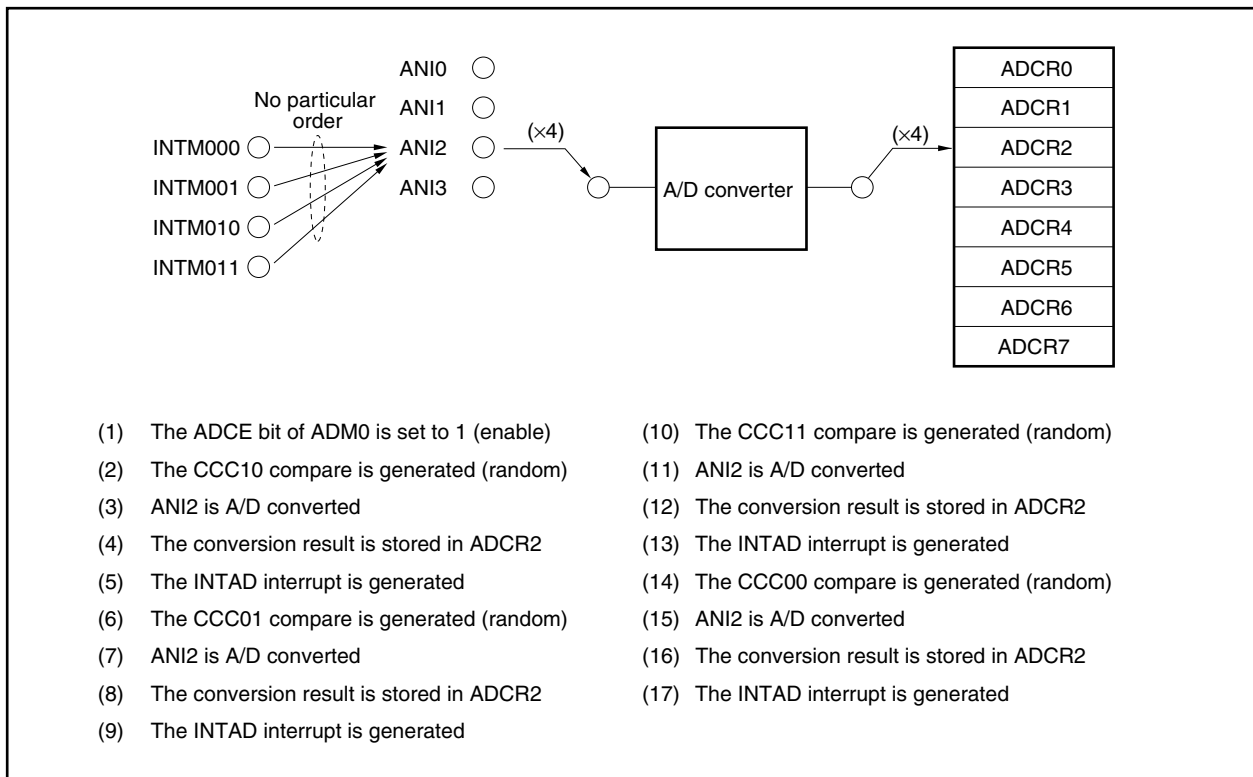 ANI0
ANI1
No particular
order
INTM000
ANI2
(×4)
INTM001
ANI3
INTM010
INTM011
A/D converter
(×4)
ADCR0
ADCR1
ADCR2
ADCR3
ADCR4
ADCR5
ADCR6
ADCR7
(1) The ADCE bit of ADM0 is set to 1 (enable)
(2) The CCC10 compare is generated (random)
(3) ANI2 is A/D converted
(4) The conversion result is stored in ADCR2
(5) The INTAD interrupt is generated
(6) The CCC01 compare is generated (random)
(7) ANI2 is A/D converted
(8) The conversion result is stored in ADCR2
(9) The INTAD interrupt is generated
(10) The CCC11 compare is generated (random)
(11) ANI2 is A/D converted
(12) The conversion result is stored in ADCR2
(13) The INTAD interrupt is generated
(14) The CCC00 compare is generated (random)
(15) ANI2 is A/D converted
(16) The conversion result is stored in ADCR2
(17) The INTAD interrupt is generated